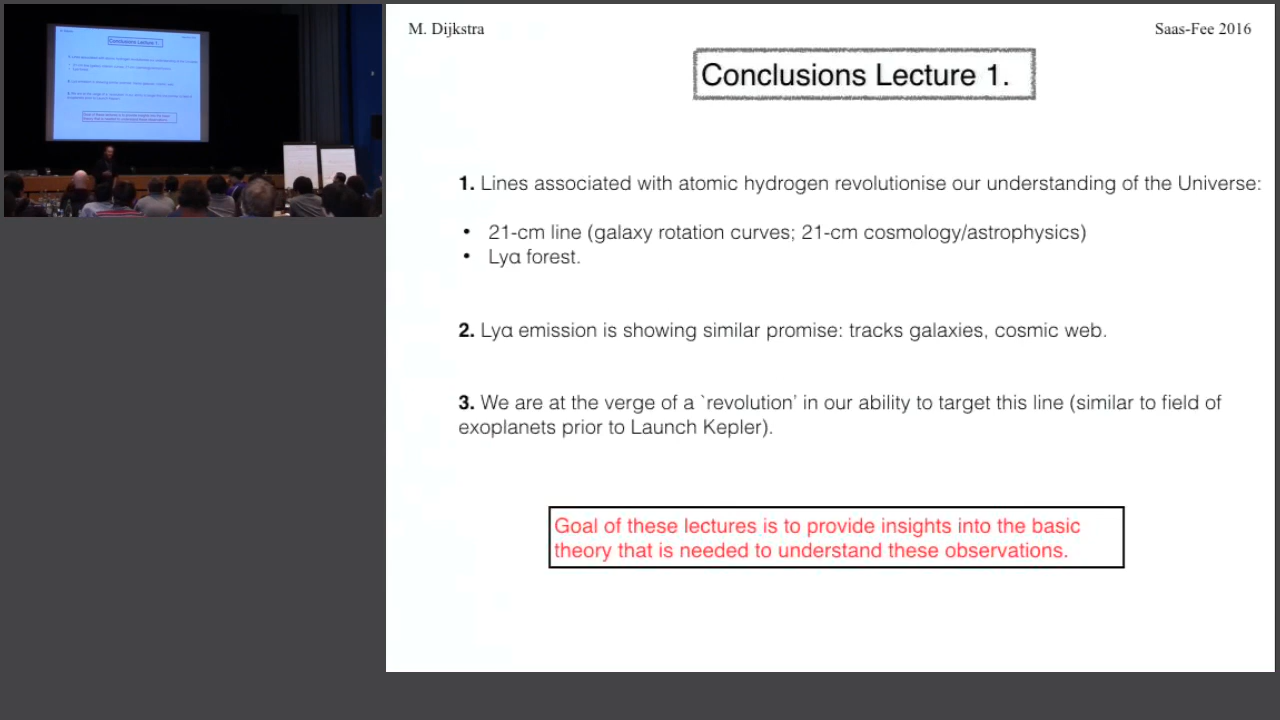 M. Dijkstra
Saas-Fee 2016
Conclusions Lecture 1.
1. Lines associated with atomic hydrogen revolutionise our understanding of the Universe:
• 21-cm line (galaxy rotation curves; 21-cm cosmology/astrophysics)
• Lyα forest.
2. Lyα emission is showing similar promise: tracks galaxies, cosmic web.
3. We are at the verge of a `revolution' in our ability to target this line (similar to field of
exoplanets prior to Launch Kepler).
Goal of these lectures is to provide insights into the basic
theory that is needed to understand these observations.